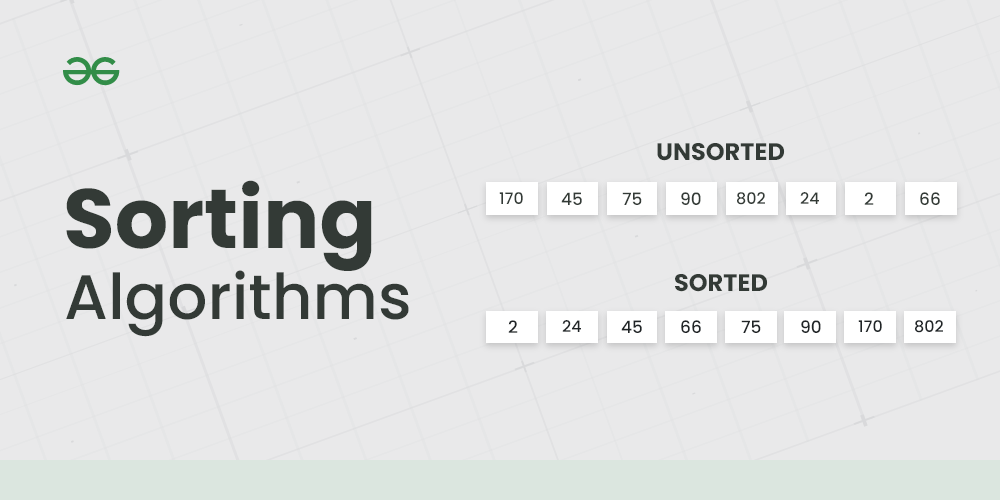 Sorting
Algorithms
UNSORTED
170 45 75 90 802 24 2 66
SORTED
2 24 45 66 75 90 170 802